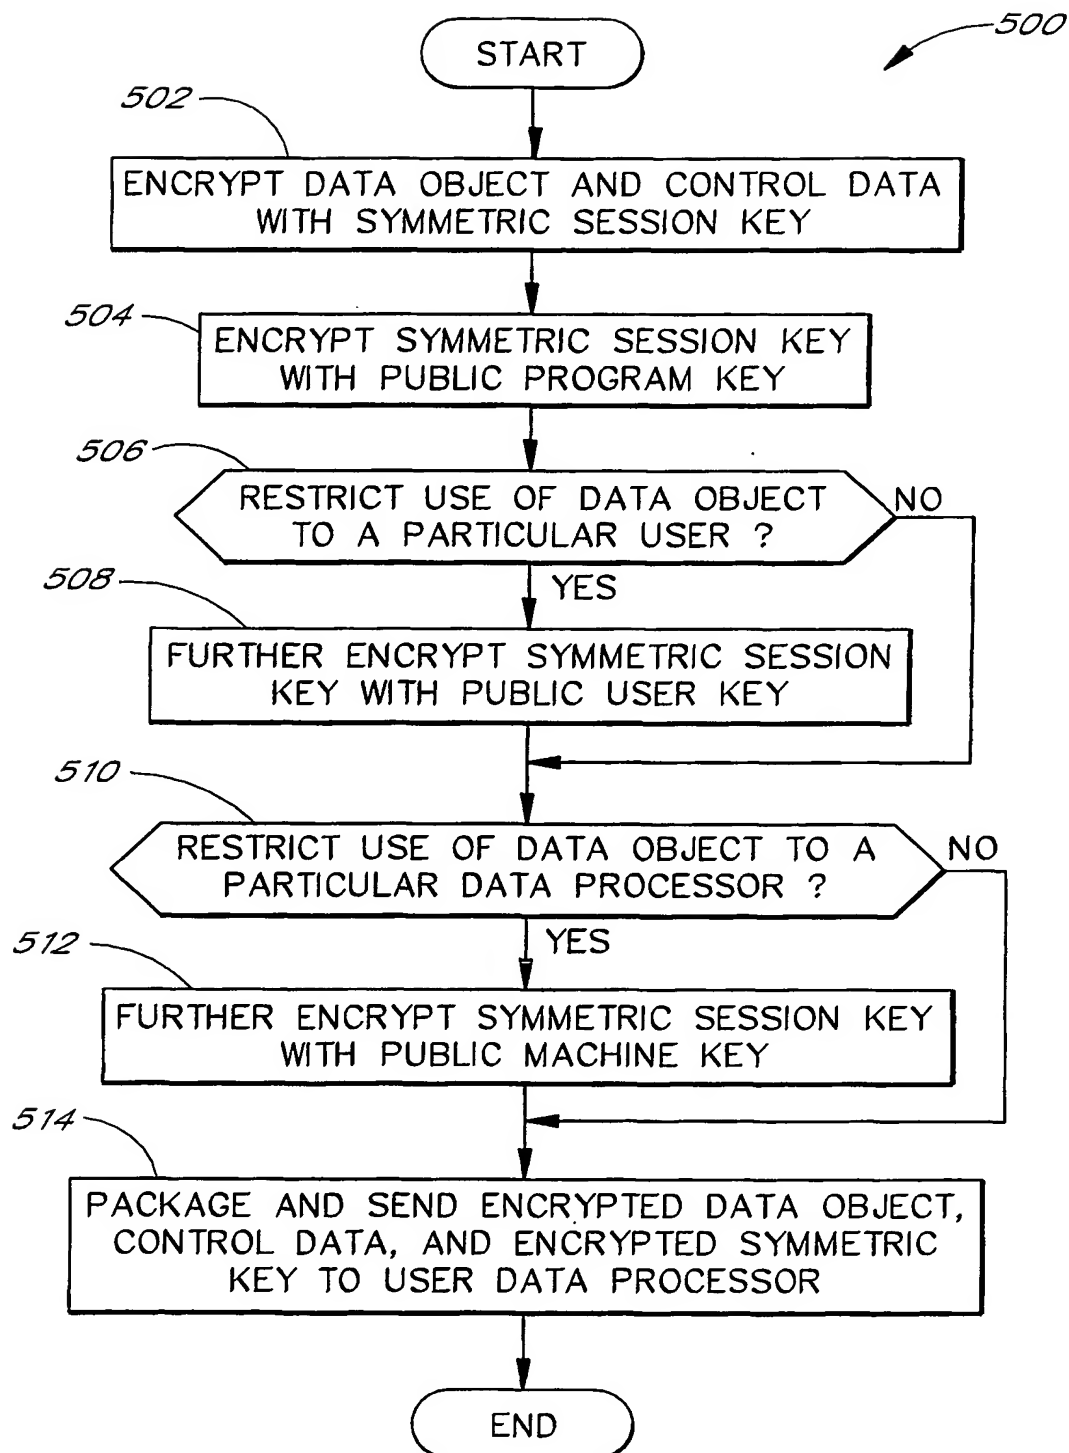 START
500
502
ENCRYPT DATA OBJECT AND CONTROL DATA
WITH SYMMETRIC SESSION KEY
504
ENCRYPT SYMMETRIC SESSION KEY
WITH PUBLIC PROGRAM KEY
506
RESTRICT USE OF DATA OBJECT
TO A PARTICULAR USER ?
NO
YES
508
FURTHER ENCRYPT SYMMETRIC SESSION
KEY WITH PUBLIC USER KEY
510
RESTRICT USE OF DATA OBJECT TO A
PARTICULAR DATA PROCESSOR ?
NO
YES
512
FURTHER ENCRYPT SYMMETRIC SESSION KEY
WITH PUBLIC MACHINE KEY
514
PACKAGE AND SEND ENCRYPTED DATA OBJECT,
CONTROL DATA, AND ENCRYPTED SYMMETRIC
KEY TO USER DATA PROCESSOR
END